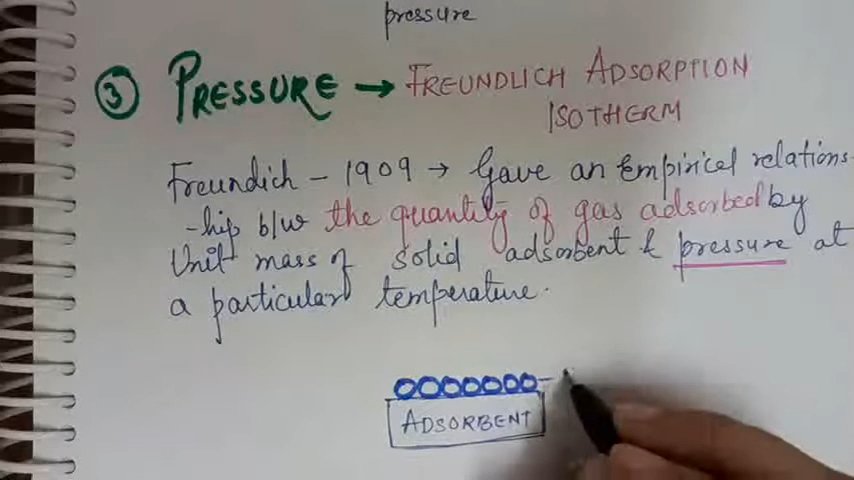 pressure
③ PRESSURE → FREUNDLICH ADSORPTION
ISOTHERM
Freundich - 1909 → Gave an Empirical relations-
-hip b/w the quantity of gas adsorbed by
Unit mass of solid adsorbent & pressure at
a particular temperature.
ADSORBENT